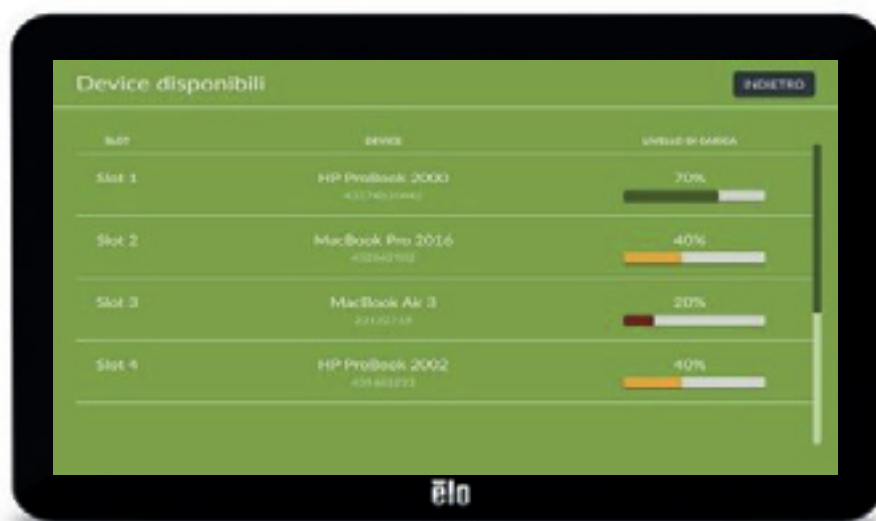 Device disponibili
INDIETRO
SLOT DEVICE LIVELLO DI CARICA
Slot 1 HP ProBook 2000 70%
Slot 2 MacBook Pro 2016 40%
Slot 3 MacBook Air 3 20%
Slot 4 HP ProBook 2002 40%
elo